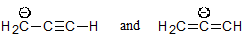 ⊖ ⊖
H₂C–C≡C–H and H₂C=C=CH